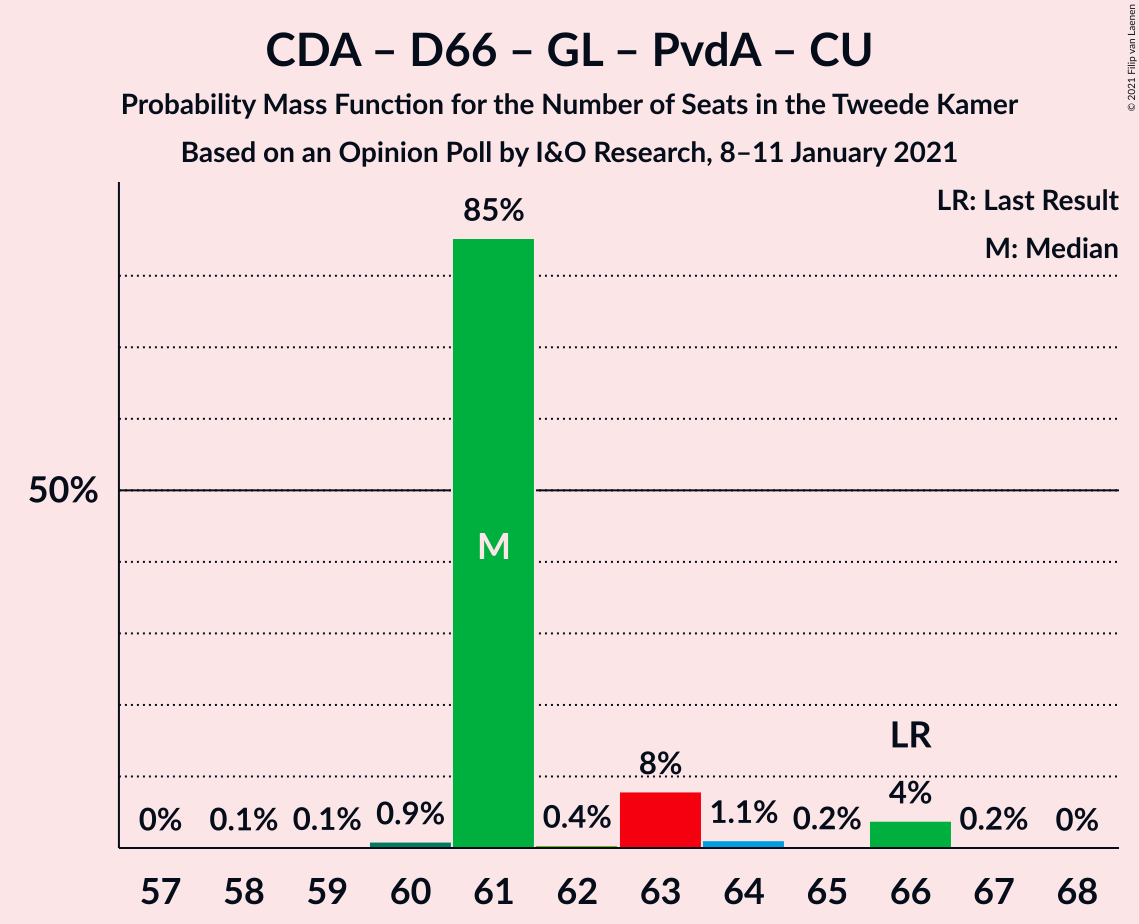 CDA – D66 – GL – PvdA – CU
Probability Mass Function for the Number of Seats in the Tweede Kamer
Based on an Opinion Poll by I&O Research, 8–11 January 2021
© 2021 Filip van Laenen
LR: Last Result
M: Median
85%
50%
M
LR
0% 0.1% 0.1% 0.9% 0.4% 8% 1.1% 0.2% 4% 0.2% 0%
57 58 59 60 61 62 63 64 65 66 67 68